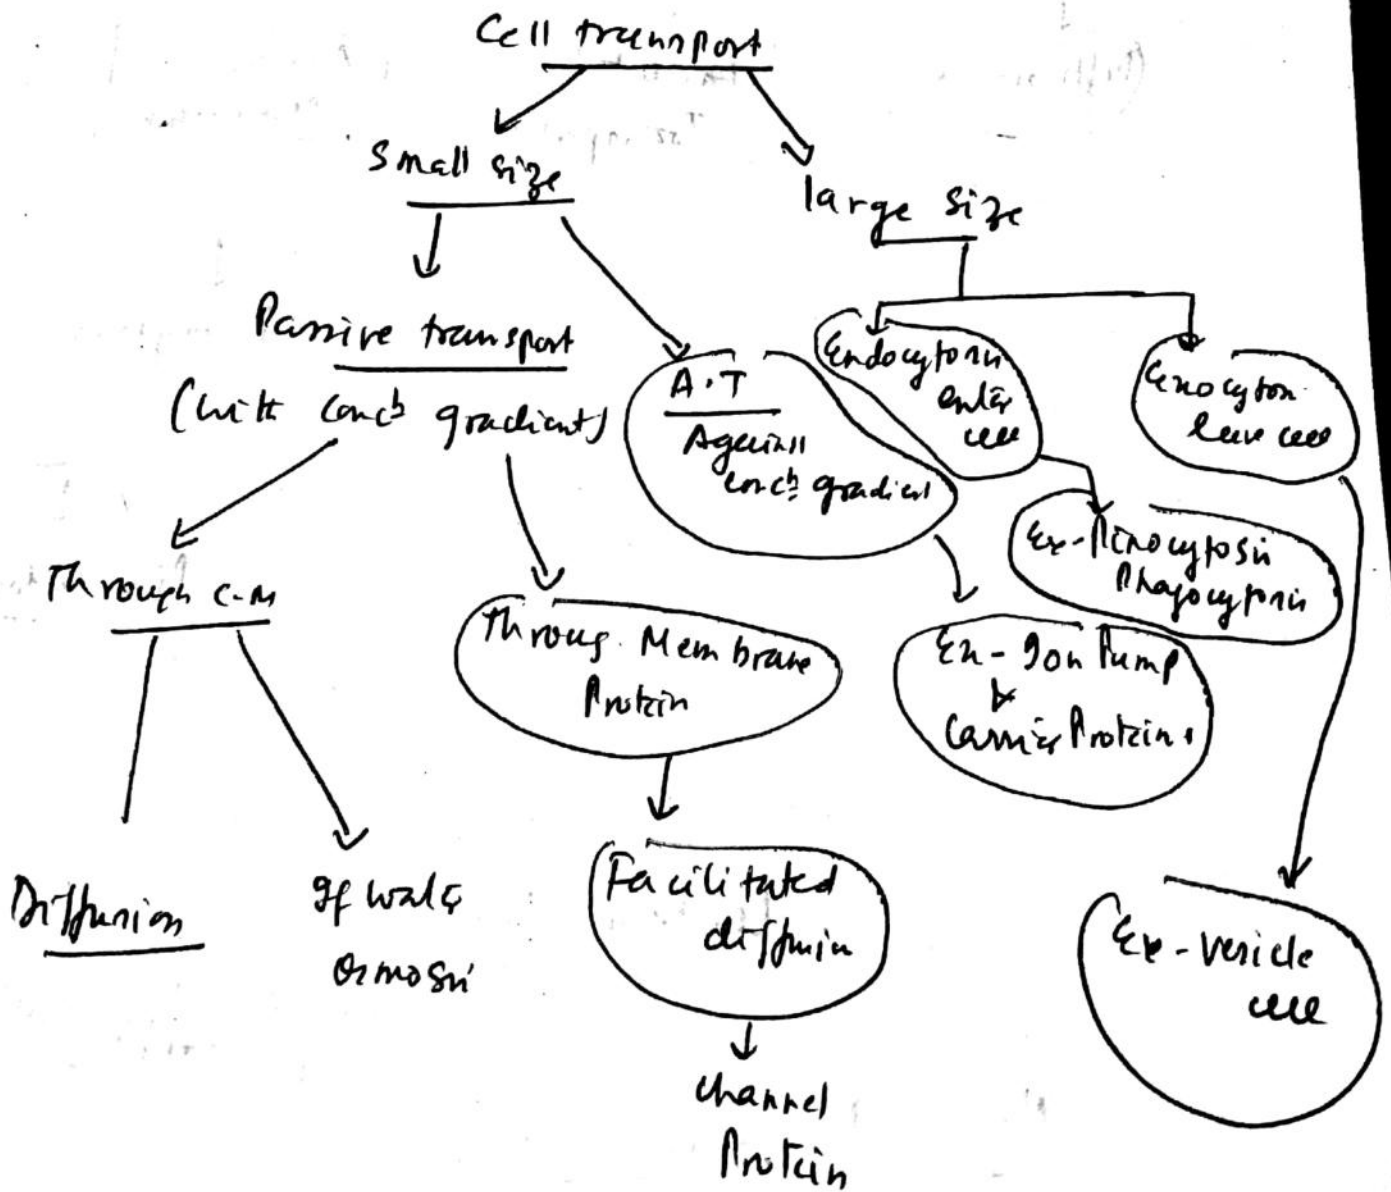 Cell transport
Small size
large size
Passive transport
(with concn gradient)
A.T
Against
concn gradient
Endocytosis
enter
cell
Exocytosis
leave cell
Ex-Pinocytosis
Phagocytosis
Through C-M
Through Membrane
Protein
Ex - Ion Pump
&
Carrier Protein.
Diffusion
If water
Osmosis
Facilitated
diffusion
Ex - vesicle
cell
channel
Protein